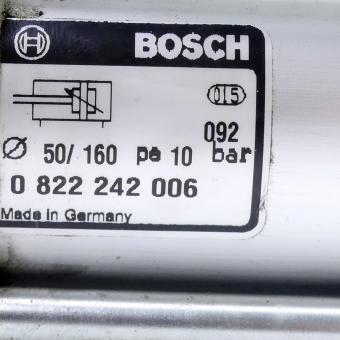 BOSCH
015
092
Ø 50/ 160 pe 10 bar
0 822 242 006
Made in Germany